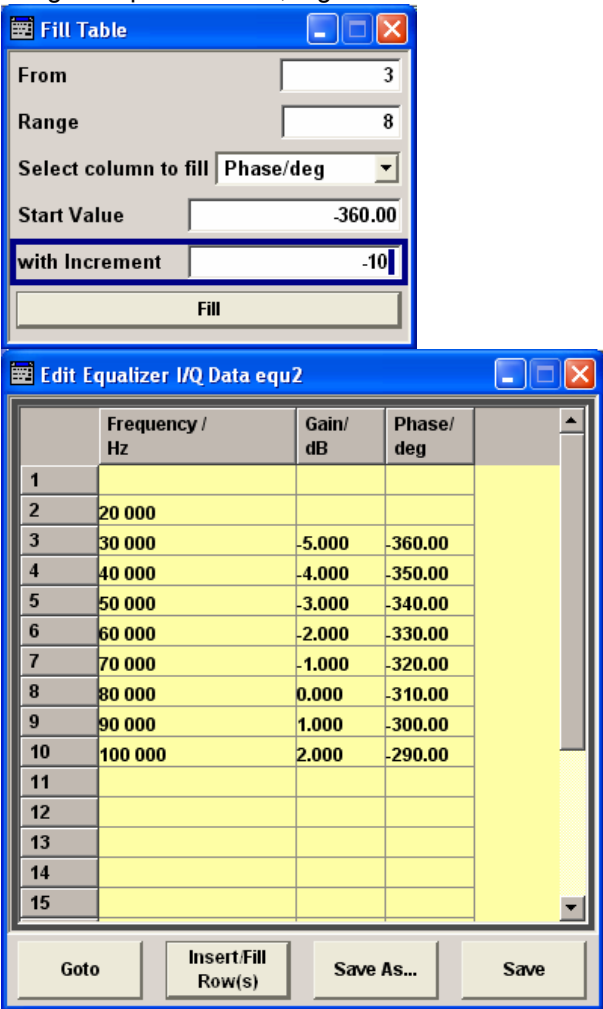 Fill Table
From 3
Range 8
Select column to fill Phase/deg
Start Value -360.00
with Increment -10
Fill
Edit Equalizer I/Q Data equ2
Frequency / Gain/ Phase/
Hz dB deg
1
2 20 000
3 30 000 -5.000 -360.00
4 40 000 -4.000 -350.00
5 50 000 -3.000 -340.00
6 60 000 -2.000 -330.00
7 70 000 -1.000 -320.00
8 80 000 0.000 -310.00
9 90 000 1.000 -300.00
10 100 000 2.000 -290.00
11
12
13
14
15
Goto Insert/Fill Row(s) Save As... Save